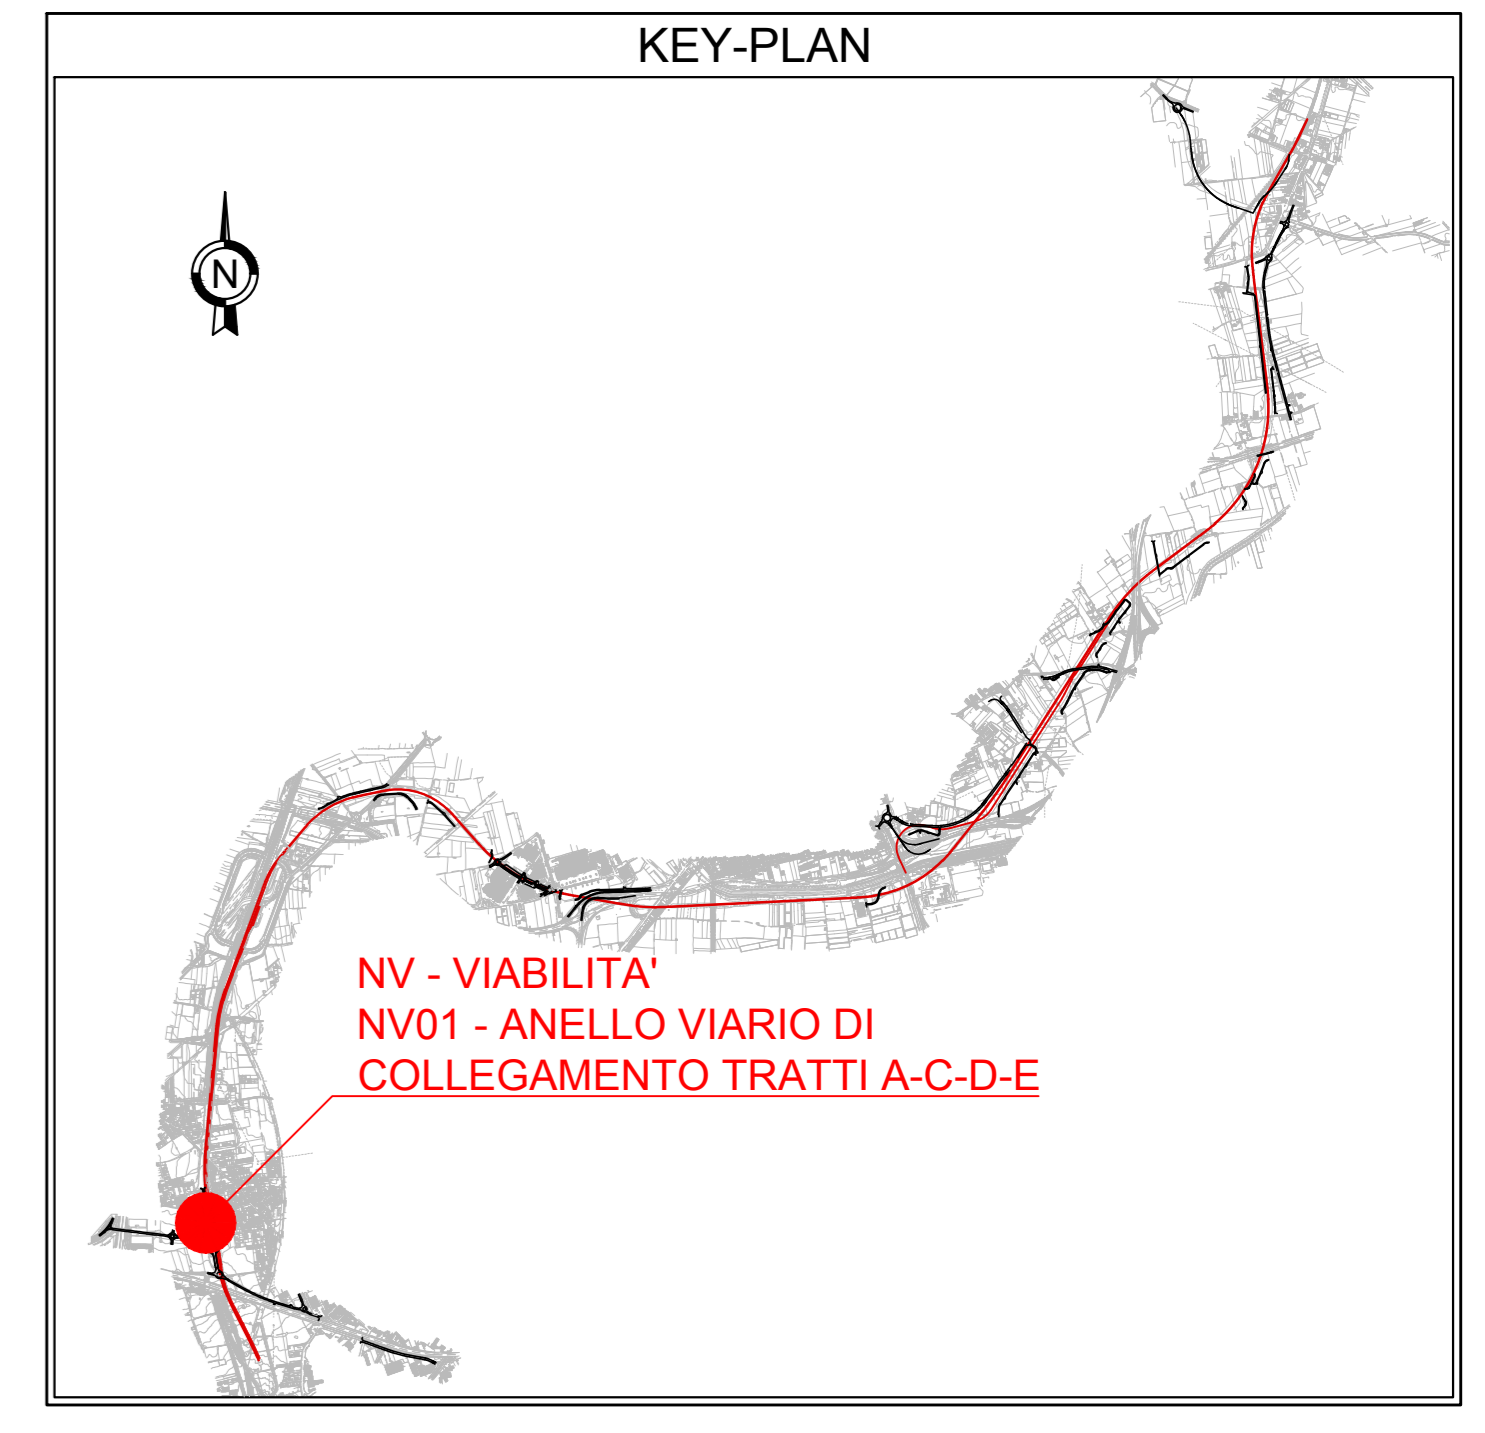 KEY-PLAN
N
NV - VIABILITA'
NV01 - ANELLO VIARIO DI
COLLEGAMENTO TRATTI A-C-D-E